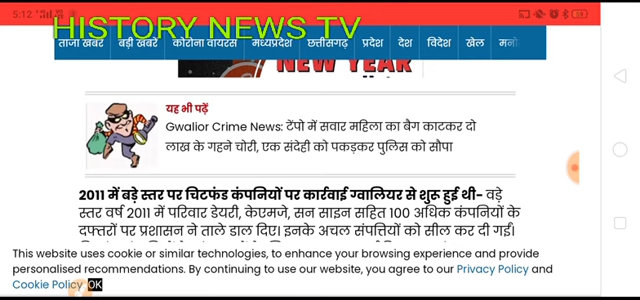 5:12
HISTORY NEWS TV
ताजा खबरें बड़ी खबरें कोरोना वायरस मध्यप्रदेश छत्तीसगढ़ प्रदेश देश विदेश खेल मनो
NEW YEAR
यह भी पढ़ें
Gwalior Crime News: टेंपो में सवार महिला का बैग काटकर दो
लाख के गहने चोरी, एक संदेही को पकड़कर पुलिस को सौपा
2011 में बड़े स्तर पर चिटफंड कंपनियों पर कार्रवाई ग्वालियर से शुरू हुई थी- वड़े
स्तर वर्ष 2011 में परिवार डेयरी, केएमजे, सन साइन सहित 100 अधिक कंपनियों के
दफ्तरों पर प्रशासन ने ताले डाल दिए। इनके अचल संपत्तियों को सील कर दी गई।
This website uses cookie or similar technologies, to enhance your browsing experience and provide
personalised recommendations. By continuing to use our website, you agree to our Privacy Policy and
Cookie Policy OK